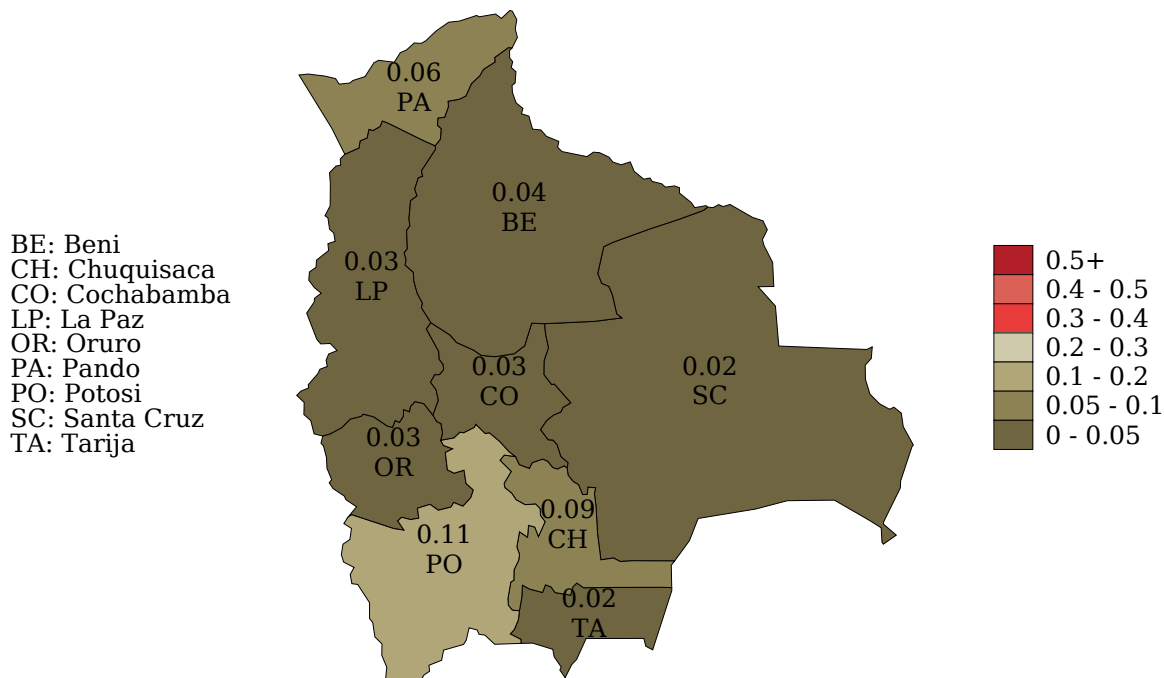 0.06
PA
0.04
BE
0.03
LP
BE: Beni
CH: Chuquisaca
CO: Cochabamba
LP: La Paz
OR: Oruro
PA: Pando
PO: Potosi
SC: Santa Cruz
TA: Tarija
0.03
CO
0.02
SC
0.03
OR
0.09
CH
0.11
PO
0.02
TA
0.5+
0.4 - 0.5
0.3 - 0.4
0.2 - 0.3
0.1 - 0.2
0.05 - 0.1
0 - 0.05